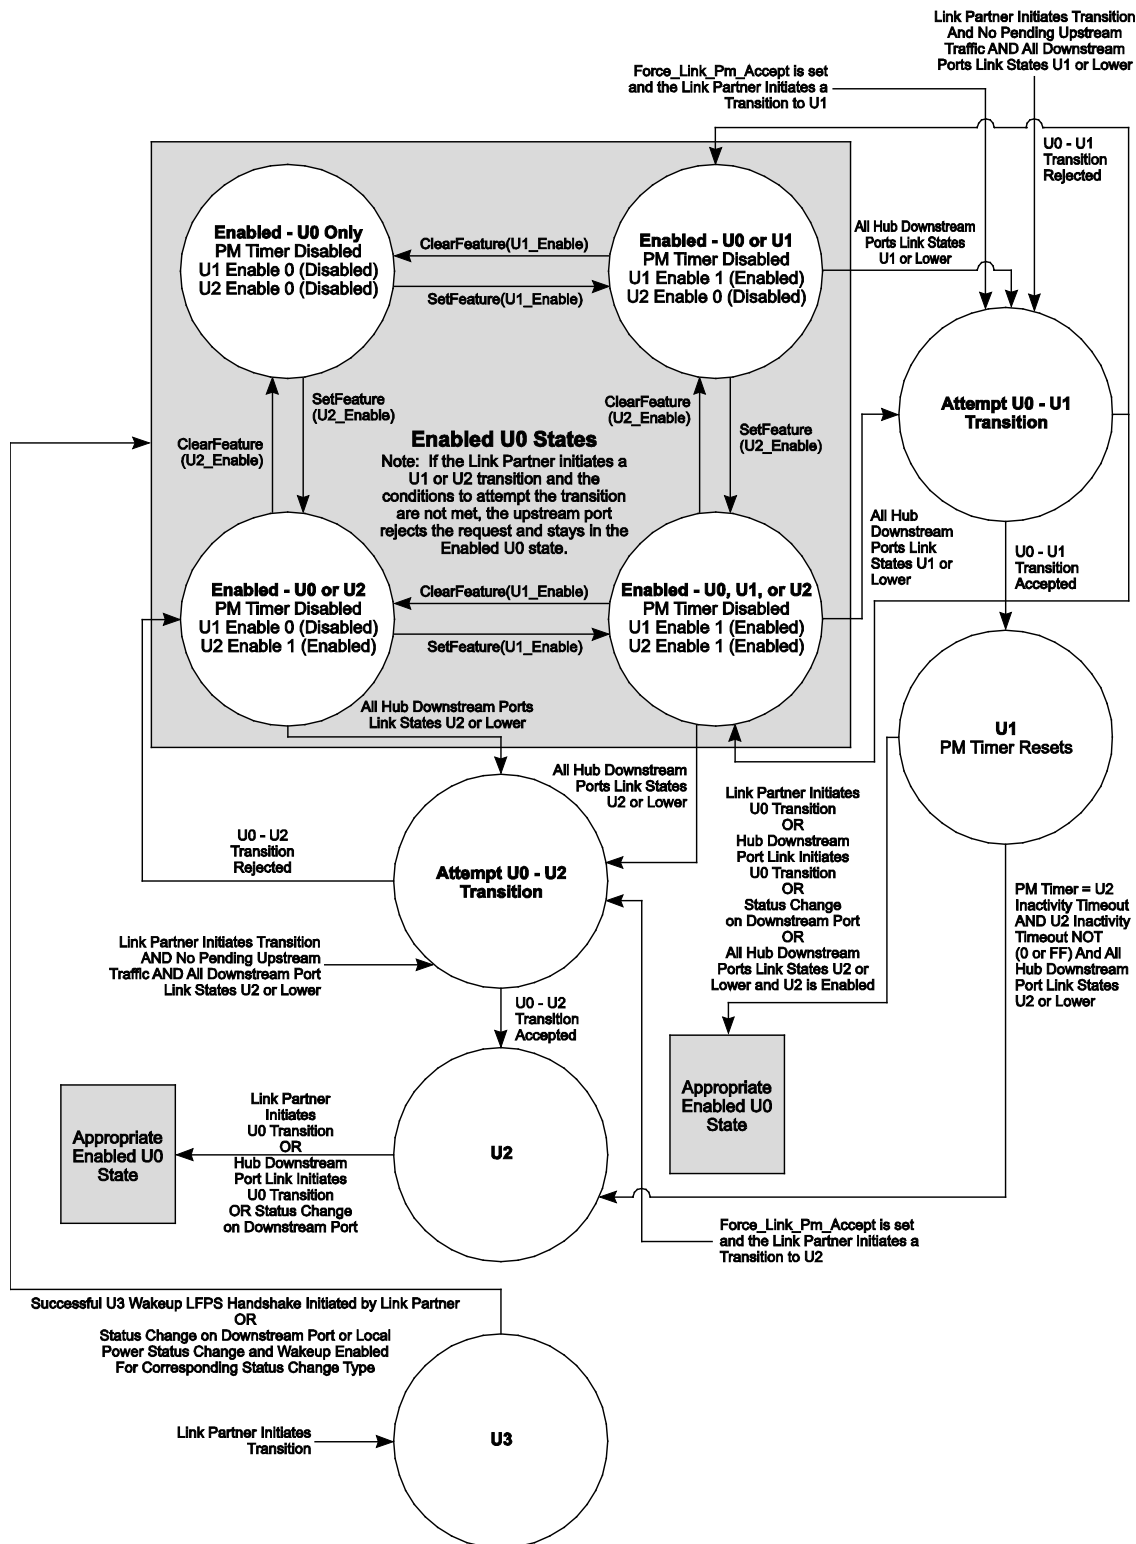 Link Partner Initiates Transition
And No Pending Upstream
Traffic AND All Downstream
Ports Link States U1 or Lower
Force_Link_Pm_Accept is set
and the Link Partner Initiates a
Transition to U1
U0 - U1
Transition
Rejected
Enabled - U0 Only
PM Timer Disabled
U1 Enable 0 (Disabled)
U2 Enable 0 (Disabled)
ClearFeature(U1_Enable)
SetFeature(U1_Enable)
Enabled - U0 or U1
PM Timer Disabled
U1 Enable 1 (Enabled)
U2 Enable 0 (Disabled)
All Hub Downstream
Ports Link States
U1 or Lower
Attempt U0 - U1
Transition
SetFeature
(U2_Enable)
ClearFeature
(U2_Enable)
ClearFeature
(U2_Enable)
SetFeature
(U2_Enable)
Enabled U0 States
Note: If the Link Partner initiates a
U1 or U2 transition and the
conditions to attempt the transition
are not met, the upstream port
rejects the request and stays in the
Enabled U0 state.
All Hub
Downstream
Ports Link
States U1 or
Lower
U0 - U1
Transition
Accepted
Enabled - U0 or U2
PM Timer Disabled
U1 Enable 0 (Disabled)
U2 Enable 1 (Enabled)
ClearFeature(U1_Enable)
SetFeature(U1_Enable)
Enabled - U0, U1, or U2
PM Timer Disabled
U1 Enable 1 (Enabled)
U2 Enable 1 (Enabled)
U1
PM Timer Resets
All Hub Downstream Ports
Link States U2 or Lower
All Hub Downstream
Ports Link States
U2 or Lower
Link Partner Initiates
U0 Transition
OR
Hub Downstream
Port Link Initiates
U0 Transition
OR
Status Change
on Downstream Port
OR
All Hub Downstream
Ports Link States U2 or
Lower and U2 is Enabled
U0 - U2
Transition
Rejected
Attempt U0 - U2
Transition
PM Timer = U2
Inactivity Timeout
AND U2 Inactivity
Timeout NOT
(0 or FF) And All
Hub Downstream
Port Link States
U2 or Lower
Link Partner Initiates Transition
AND No Pending Upstream
Traffic AND All Downstream Port
Link States U2 or Lower
U0 - U2
Transition
Accepted
Appropriate
Enabled U0
State
Appropriate
Enabled U0
State
Link Partner
Initiates
U0 Transition
OR
Hub Downstream
Port Link Initiates
U0 Transition
OR Status Change
on Downstream Port
U2
Force_Link_Pm_Accept is set
and the Link Partner Initiates a
Transition to U2
Successful U3 Wakeup LFPS Handshake Initiated by Link Partner
OR
Status Change on Downstream Port or Local
Power Status Change and Wakeup Enabled
For Corresponding Status Change Type
Link Partner Initiates
Transition
U3